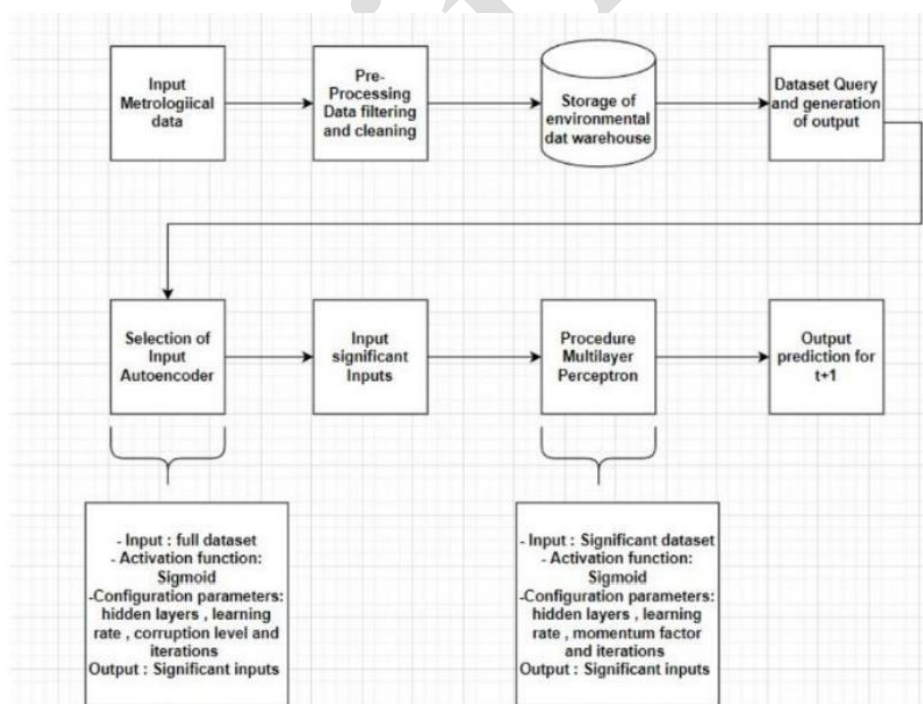 Input
Metrologiical
data
Pre-
Processing
Data filtering
and cleaning
Storage of
environmental
dat warehouse
Dataset Query
and generation
of output
Selection of
Input
Autoencoder
Input
significant
Inputs
Procedure
Multilayer
Perceptron
Output
prediction for
t+1
- Input : full dataset
- Activation function:
Sigmoid
-Configuration parameters:
hidden layers , learning
rate , corruption level and
iterations
Output : Significant inputs
- Input : Significant dataset
- Activation function:
Sigmoid
-Configuration parameters:
hidden layers , learning
rate , momentum factor
and iterations
Output : Significant inputs